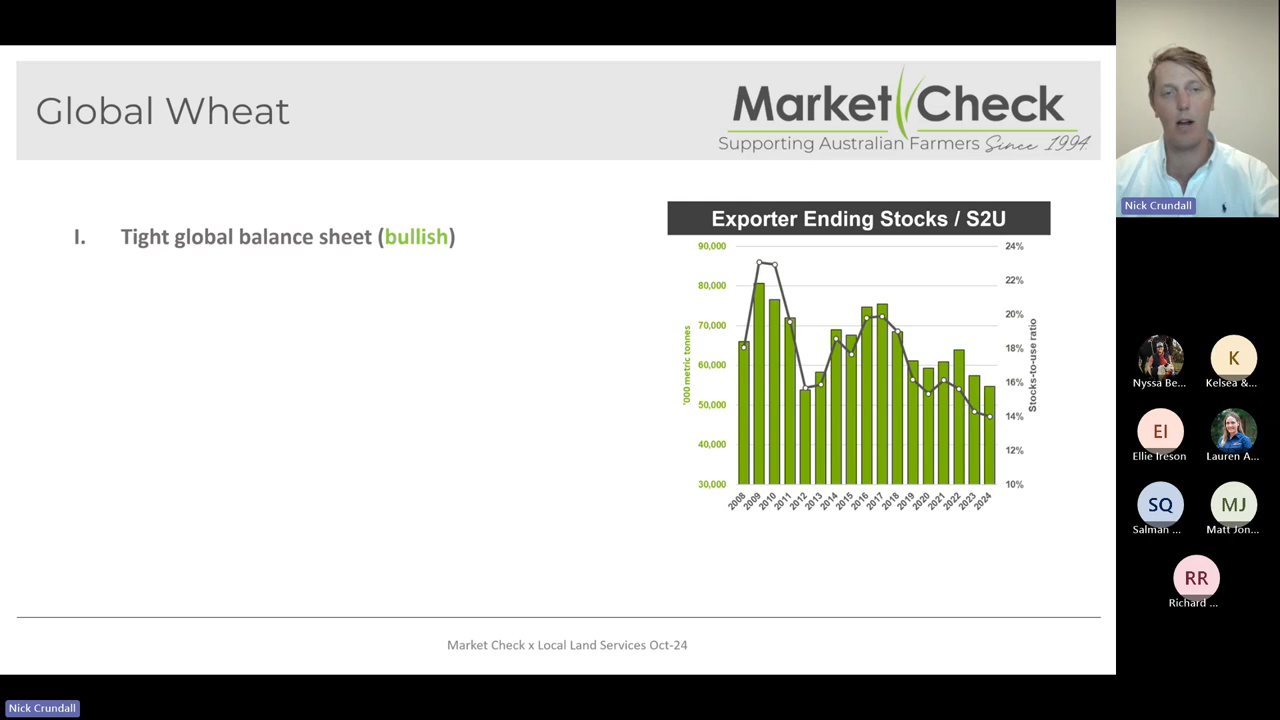 Global Wheat
Market Check
Supporting Australian Farmers Since 1994
I. Tight global balance sheet (bullish)
Exporter Ending Stocks / S2U
90,000
80,000
70,000
60,000
50,000
40,000
30,000
'000 metric tonnes
24%
22%
20%
18%
16%
14%
12%
10%
Stocks-to-use ratio
2008 2009 2010 2011 2012 2013 2014 2015 2016 2017 2018 2019 2020 2021 2022 2023 2024
Market Check x Local Land Services Oct-24
Nick Crundall
Nyssa Be...
K
Kelsea &...
EI
Ellie Ireson
Lauren A...
SQ
Salman ...
MJ
Matt Jon...
RR
Richard ...
Nick Crundall